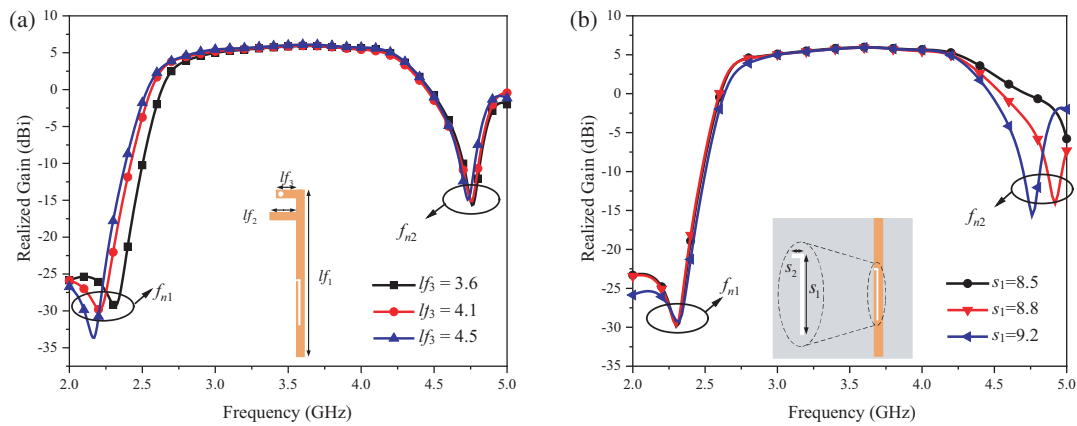 (a)
Realized Gain (dBi)
5
0
-5
-10
-15
-20
-25
-30
-35
2.0 2.5 3.0 3.5 4.0 4.5 5.0
Frequency (GHz)
lf3
lf2
lf1
fn1
fn2
lf3 = 3.6
lf3 = 4.1
lf3 = 4.5
(b)
Realized Gain (dBi)
15
10
5
0
-5
-10
-15
-20
-25
-30
-35
2.0 2.5 3.0 3.5 4.0 4.5 5.0
Frequency (GHz)
s2
s1
fn1
fn2
s1=8.5
s1=8.8
s1=9.2